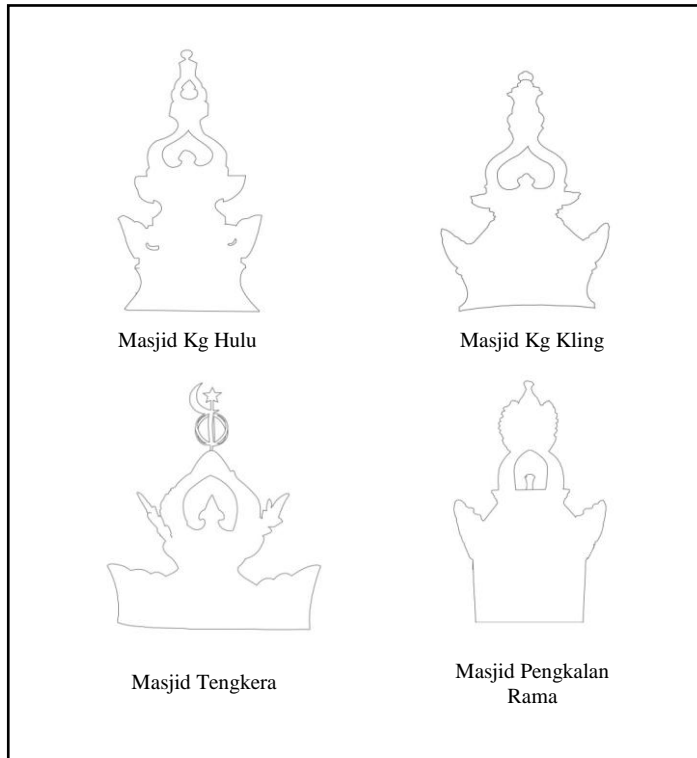 Masjid Kg Hulu
Masjid Kg Kling
Masjid Tengkera
Masjid Pengkalan
Rama